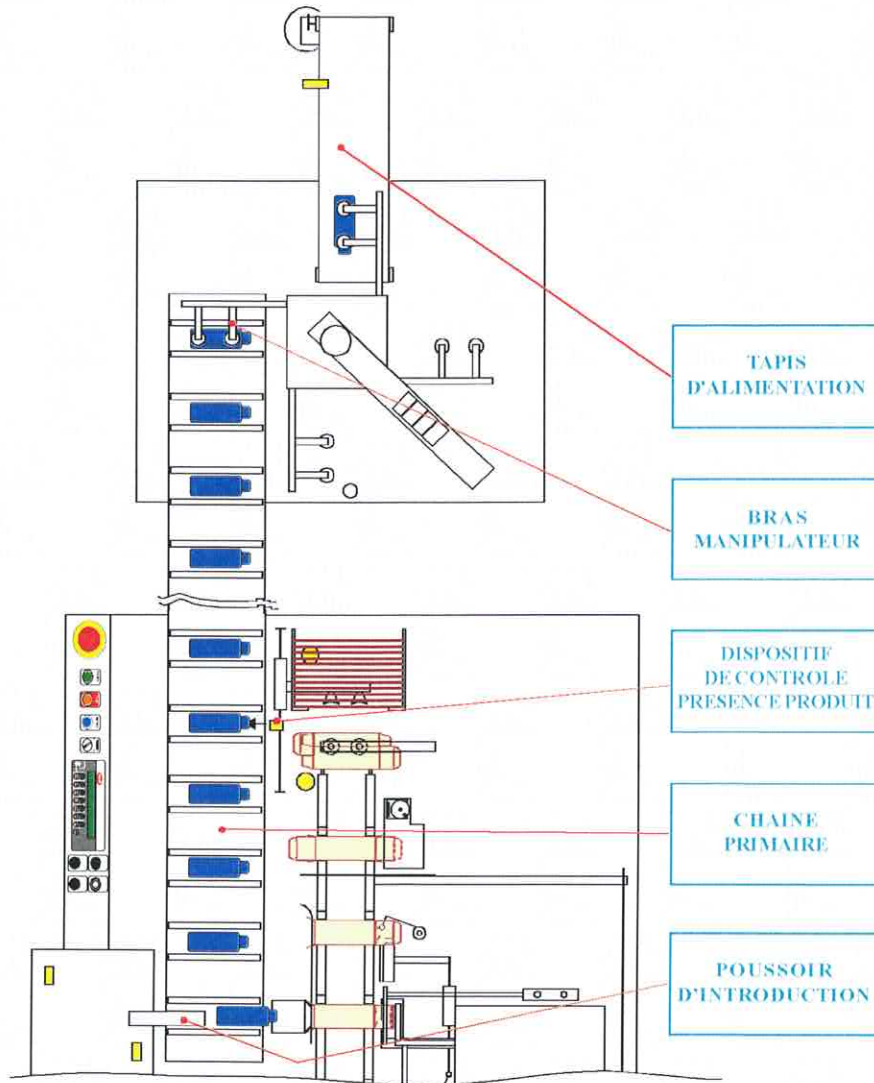 TAPIS
D'ALIMENTATION
BRAS
MANIPULATEUR
DISPOSITIF
DE CONTROLE
PRESENCE PRODUIT
CHAINE
PRIMAIRE
POUSSOIR
D'INTRODUCTION